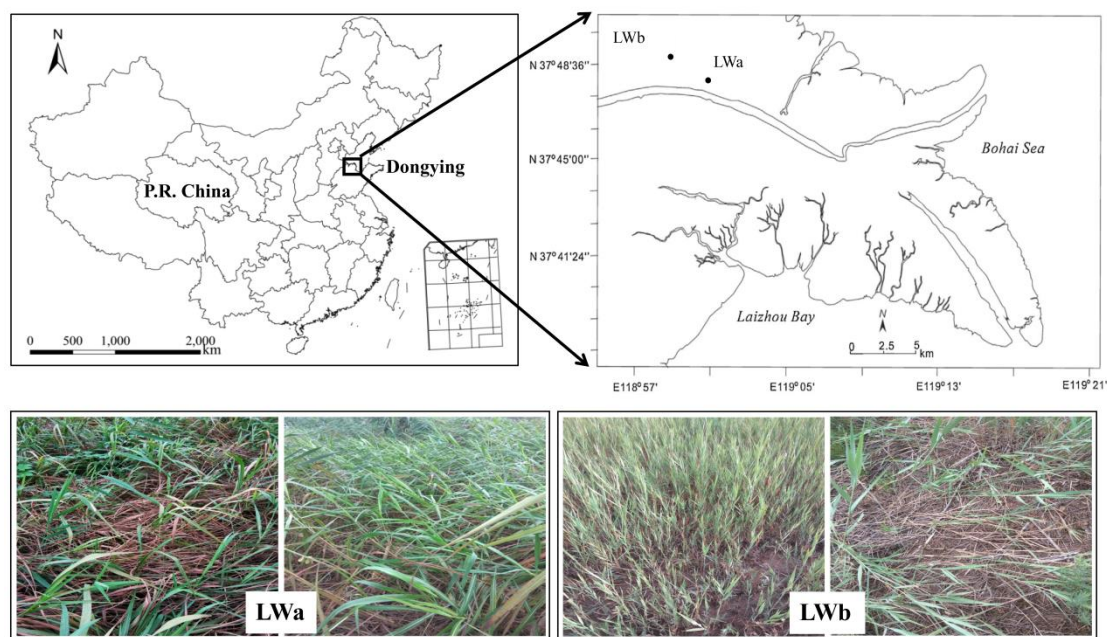 N
P.R. China
Dongying
0 500 1,000 2,000
km
LWb
LWa
N 37°48'36"
N 37°45'00"
N 37°41'24"
Bohai Sea
Laizhou Bay
N
0 2.5 5
km
E118°57'
E119°05'
E119°13'
E119°21'
LWa
LWb